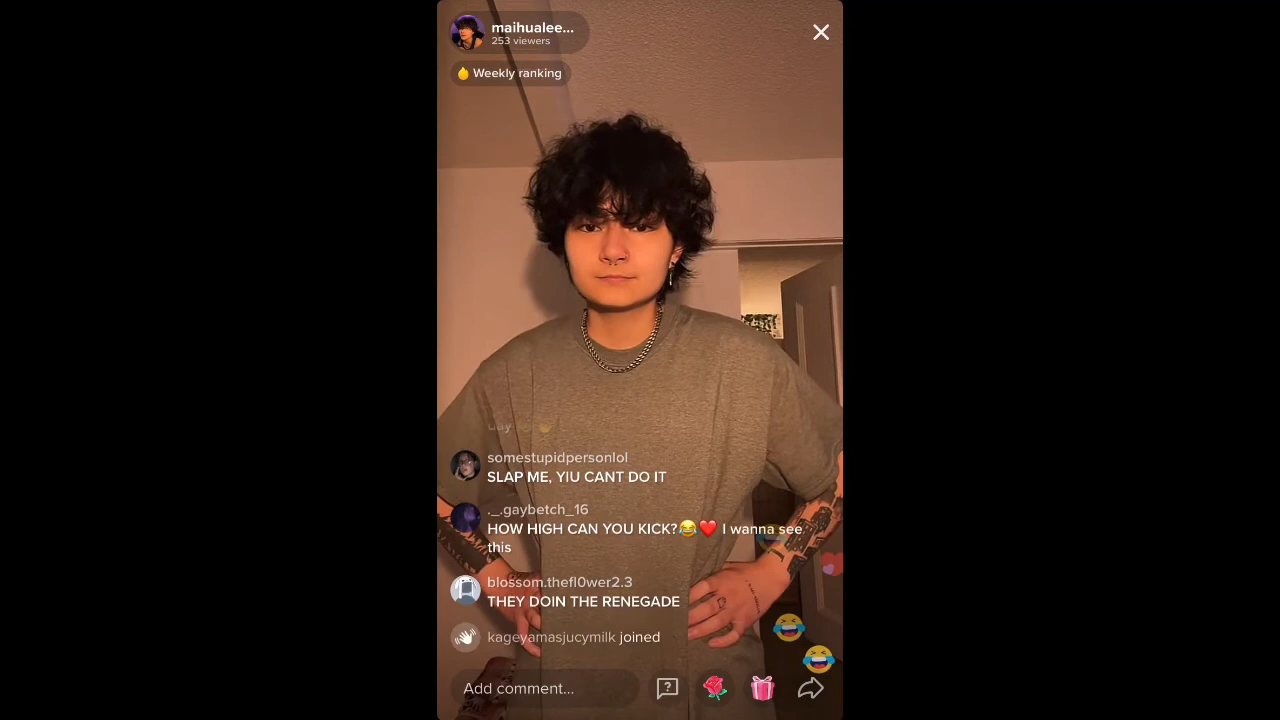 maihualee...
253 viewers
Weekly ranking
somestupidpersonlol
SLAP ME, YIU CANT DO IT
._.gaybetch_16
HOW HIGH CAN YOU KICK?😂❤️ I wanna see
this
blossom.thefl0wer2.3
THEY DOIN THE RENEGADE
kageyamasjucymilk joined
Add comment...